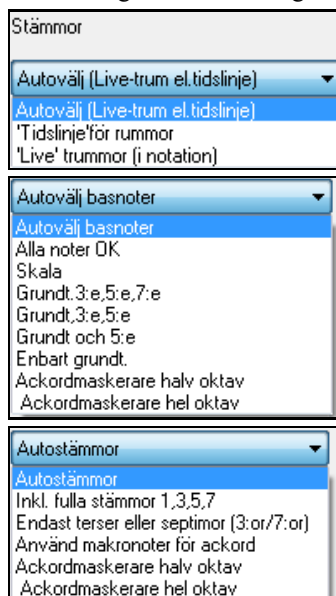 Stämmor
Autovälj (Live-trum el.tidslinje)
Autovälj (Live-trum el.tidslinje)
'Tidslinje'för rummor
'Live' trummor (i notation)
Autovälj basnoter
Autovälj basnoter
Alla noter OK
Skala
Grundt.3:e,5:e,7:e
Grundt,3:e,5:e
Grundt och 5:e
Enbart grundt.
Ackordmaskerare halv oktav
Ackordmaskerare hel oktav
Autostämmor
Autostämmor
Inkl. fulla stämmor 1,3,5,7
Endast terser eller septimor (3:or/7:or)
Använd makronoter för ackord
Ackordmaskerare halv oktav
Ackordmaskerare hel oktav